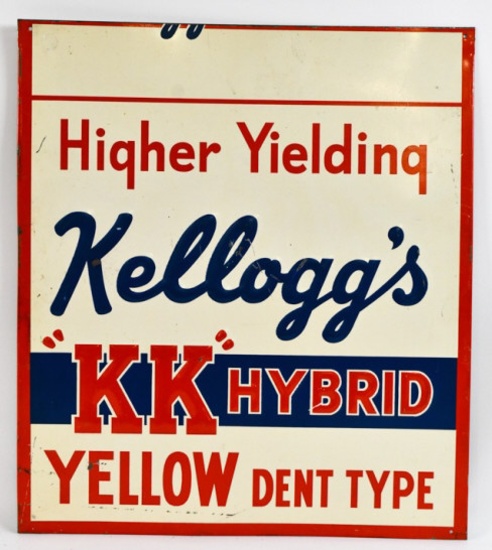 Higher Yielding
Kellogg's
"KK" HYBRID
YELLOW DENT TYPE